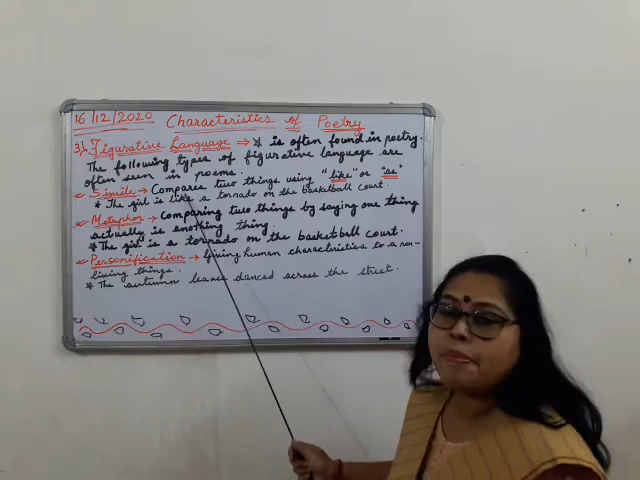 16/12/2020 Characteristics of Poetry
3) Figurative Language → * is often found in poetry.
The following types of figurative language are
often seen in poems.
* Simile → Compares two things using "like" or "as"
* The girl is like a tornado on the basketball court.
* Metaphor → comparing two things by saying one thing
actually is another thing.
* The girl is a tornado on the basketball court.
* Personification → Giving human characteristics to a non-
living things.
* The autumn leaves danced across the street.